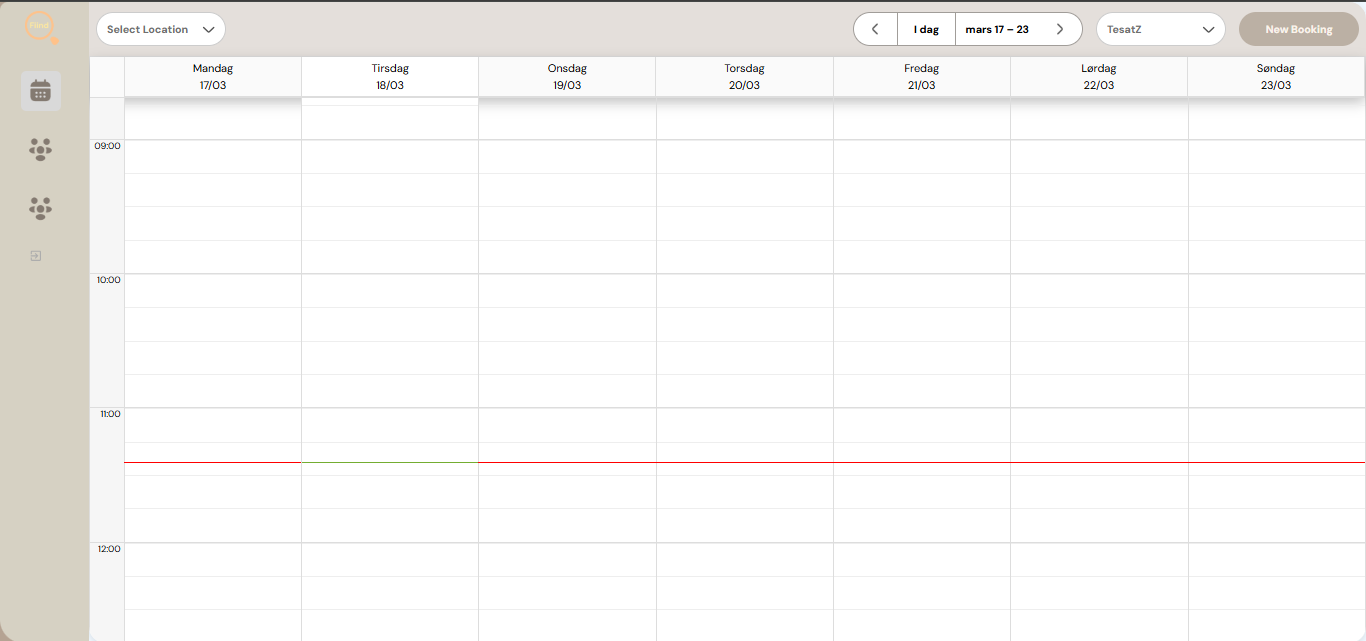 Flindi
Select Location
I dag
mars 17 – 23
TesatZ
New Booking
Mandag
17/03
Tirsdag
18/03
Onsdag
19/03
Torsdag
20/03
Fredag
21/03
Lørdag
22/03
Søndag
23/03
09:00
10:00
11:00
12:00